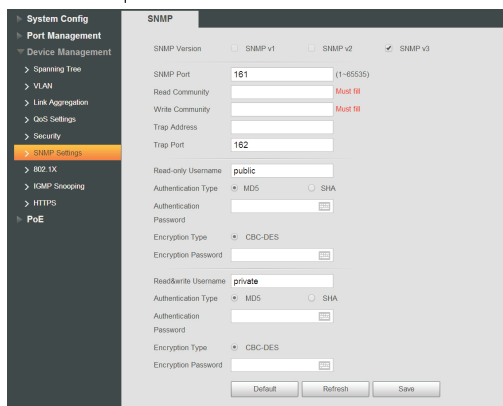 System Config
Port Management
Device Management
Spanning Tree
VLAN
Link Aggregation
QoS Settings
Security
SNMP Settings
802.1X
IGMP Snooping
HTTPS
PoE
SNMP
SNMP Version SNMP v1 SNMP v2 SNMP v3
SNMP Port 161 (1~65535)
Read Community Must fill
Write Community Must fill
Trap Address
Trap Port 162
Read-only Username public
Authentication Type MD5 SHA
Authentication
Password
Encryption Type CBC-DES
Encryption Password
Read&write Username private
Authentication Type MD5 SHA
Authentication
Password
Encryption Type CBC-DES
Encryption Password
Default Refresh Save